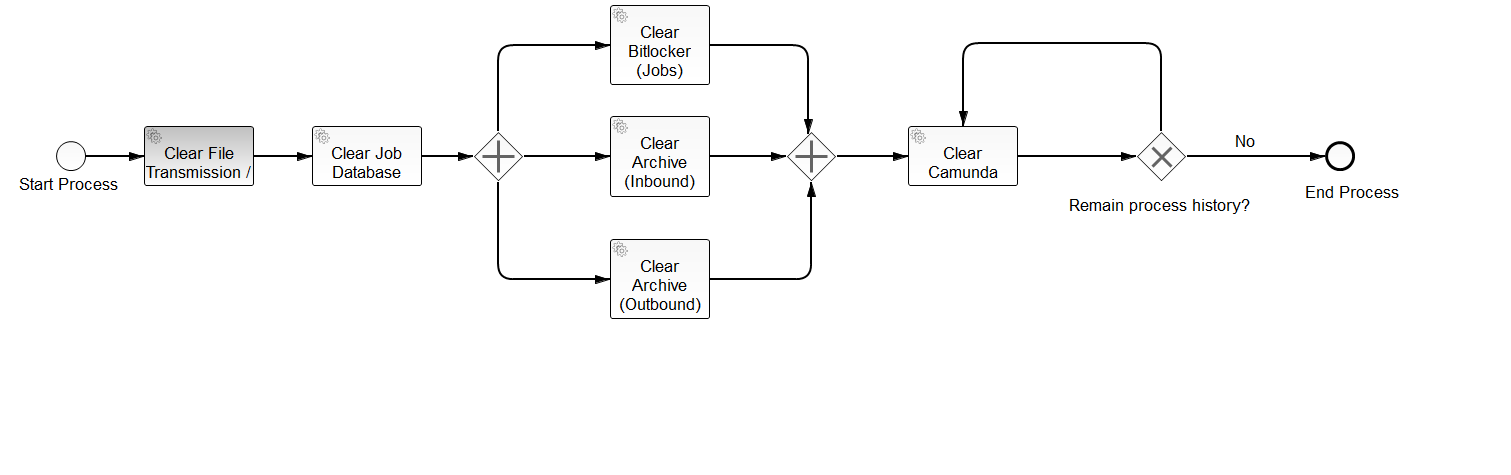 Start Process
Clear File
Transmission /
Clear Job
Database
Clear
Bitlocker
(Jobs)
Clear
Archive
(Inbound)
Clear
Archive
(Outbound)
Clear
Camunda
Remain process history?
No
End Process